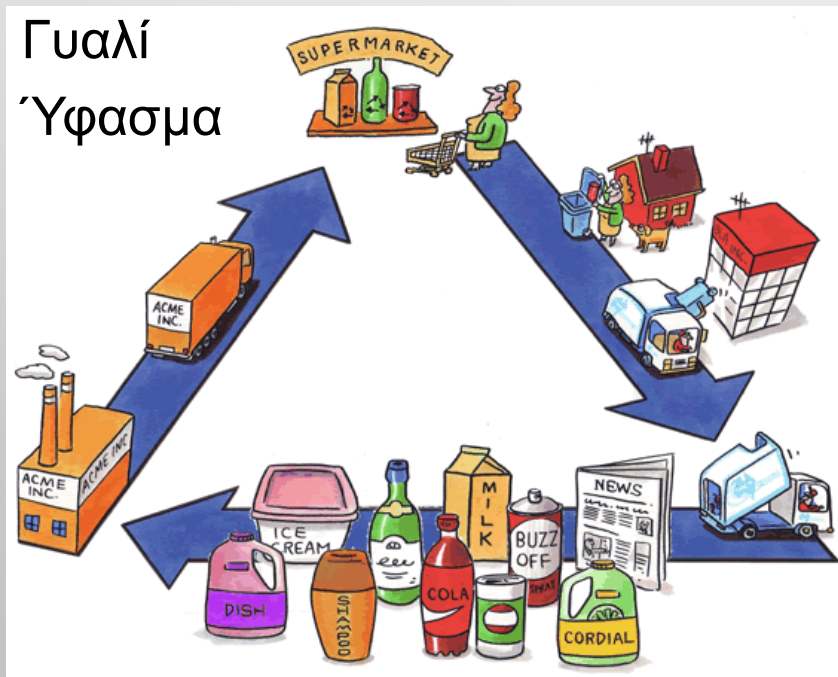 Γυαλί
Ύφασμα
SUPERMARKET
ACME
INC.
ACME
INC.
ACME INC
ICE
CREAM
MILK
BUZZ
OFF
NEWS
DISH
SHAMPOO
COLA
CORDIAL